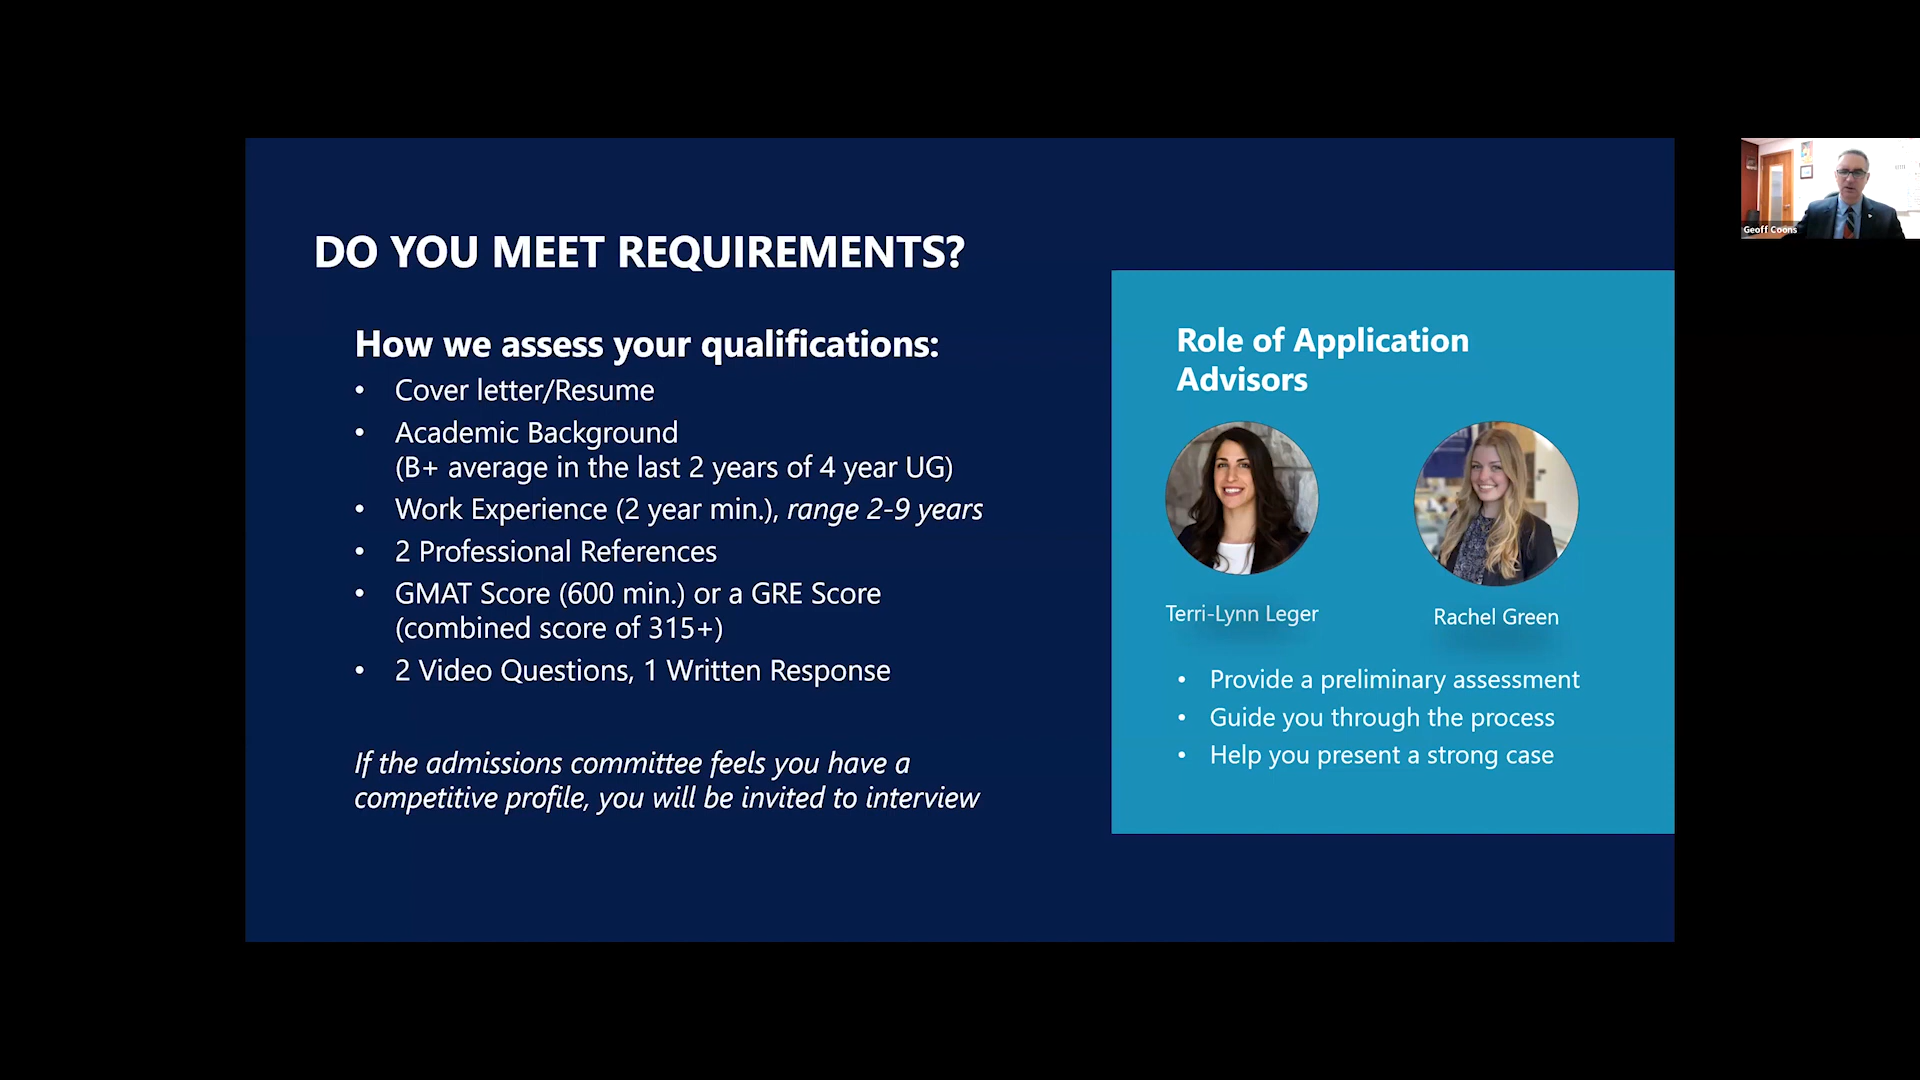 DO YOU MEET REQUIREMENTS?
How we assess your qualifications:
• Cover letter/Resume
• Academic Background
(B+ average in the last 2 years of 4 year UG)
• Work Experience (2 year min.), range 2-9 years
• 2 Professional References
• GMAT Score (600 min.) or a GRE Score
(combined score of 315+)
• 2 Video Questions, 1 Written Response
If the admissions committee feels you have a
competitive profile, you will be invited to interview
Role of Application
Advisors
Terri-Lynn Leger
Rachel Green
• Provide a preliminary assessment
• Guide you through the process
• Help you present a strong case
Geoff Coons